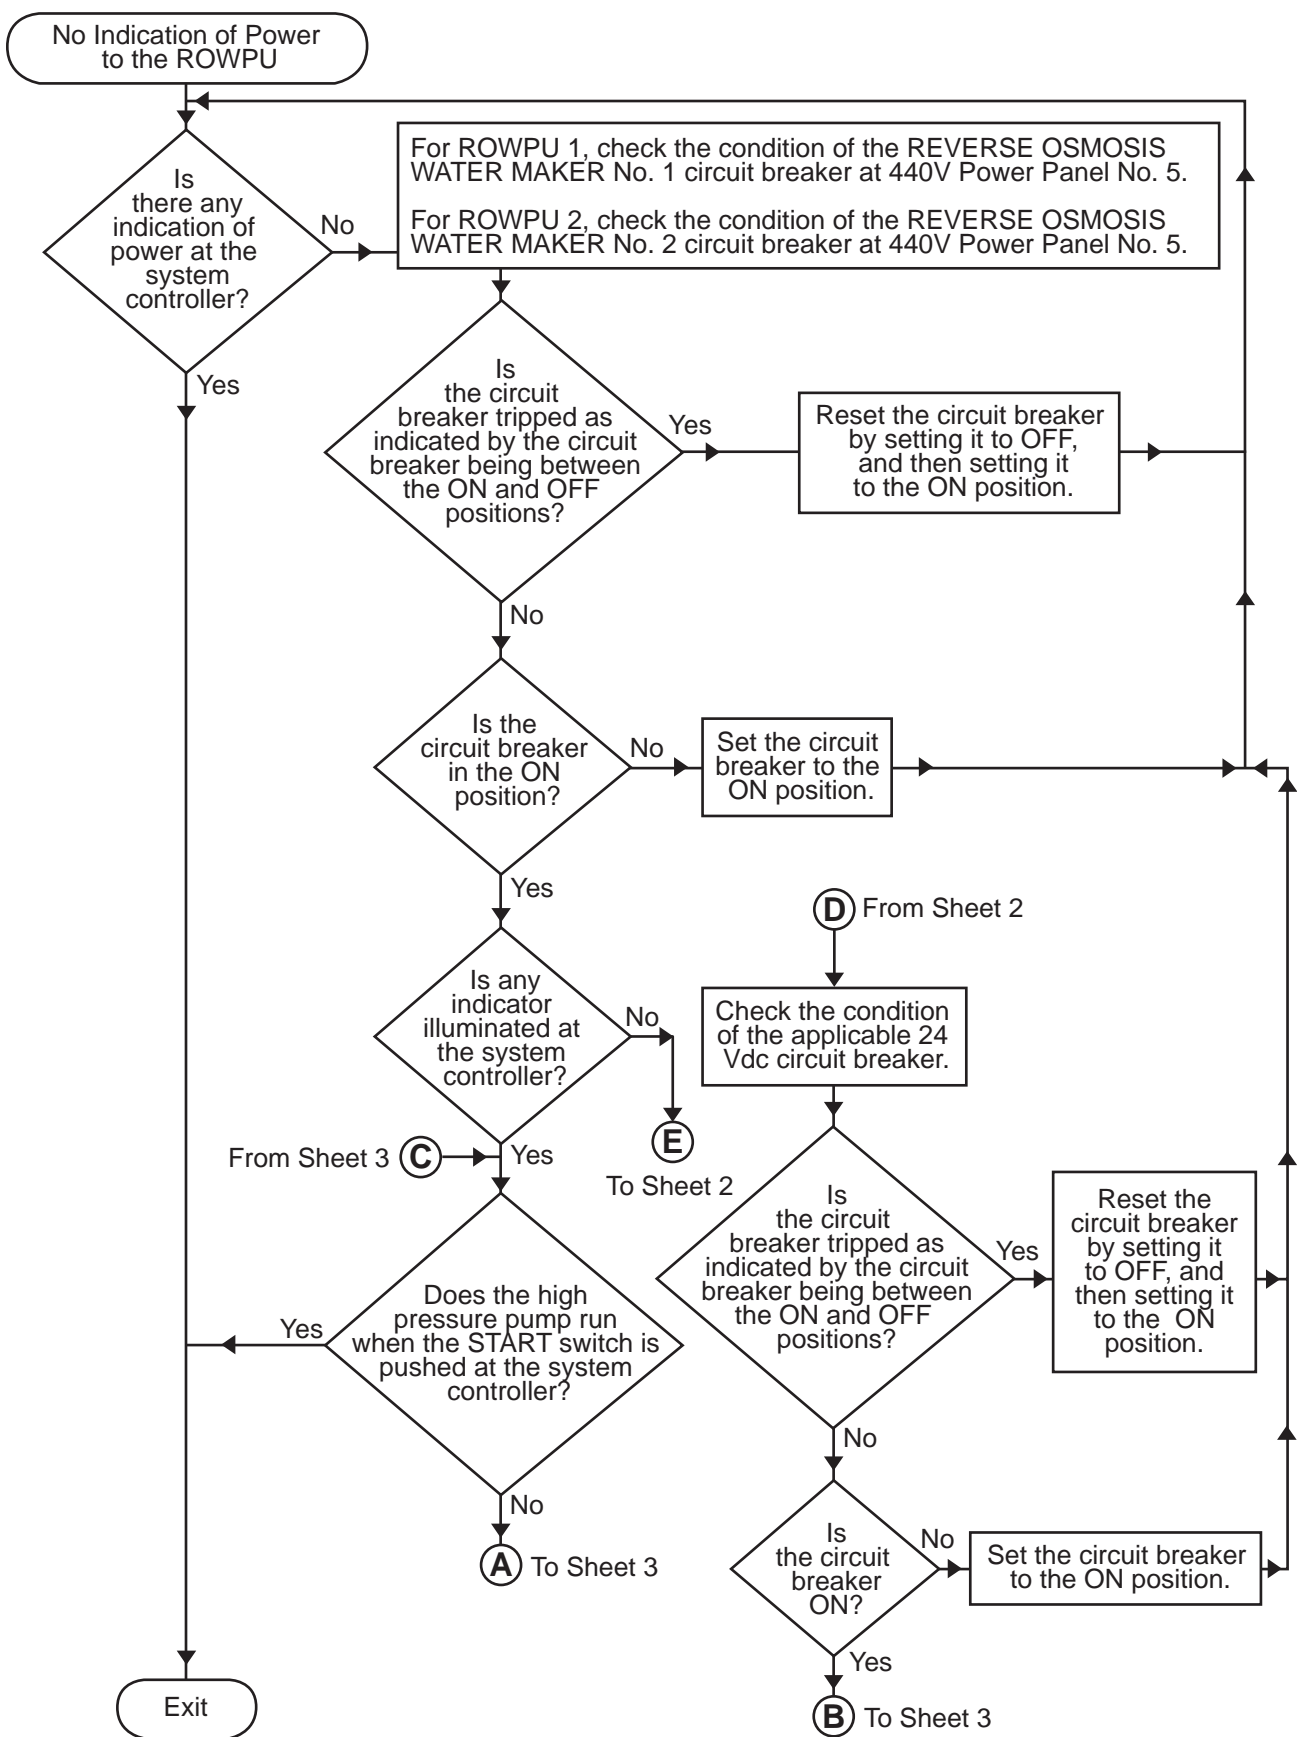 No Indication of Power
to the ROWPU
Is
there any
indication of
power at the
system
controller?
No
Yes
For ROWPU 1, check the condition of the REVERSE OSMOSIS
WATER MAKER No. 1 circuit breaker at 440V Power Panel No. 5.
For ROWPU 2, check the condition of the REVERSE OSMOSIS
WATER MAKER No. 2 circuit breaker at 440V Power Panel No. 5.
Is
the circuit
breaker tripped as
indicated by the circuit
breaker being between
the ON and OFF
positions?
Yes
Reset the circuit breaker
by setting it to OFF,
and then setting it
to the ON position.
No
Is the
circuit breaker
in the ON
position?
No
Set the circuit
breaker to the
ON position.
Yes
Is any
indicator
illuminated at
the system
controller?
No
E
To Sheet 2
Yes
From Sheet 3
C
Does the high
pressure pump run
when the START switch is
pushed at the system
controller?
Yes
No
A
To Sheet 3
D
From Sheet 2
Check the condition
of the applicable 24
Vdc circuit breaker.
Is
the circuit
breaker tripped as
indicated by the circuit
breaker being between
the ON and OFF
positions?
Yes
Reset the
circuit breaker
by setting it
to OFF, and
then setting it
to the ON
position.
No
Is
the circuit
breaker
ON?
No
Set the circuit breaker
to the ON position.
Yes
B
To Sheet 3
Exit